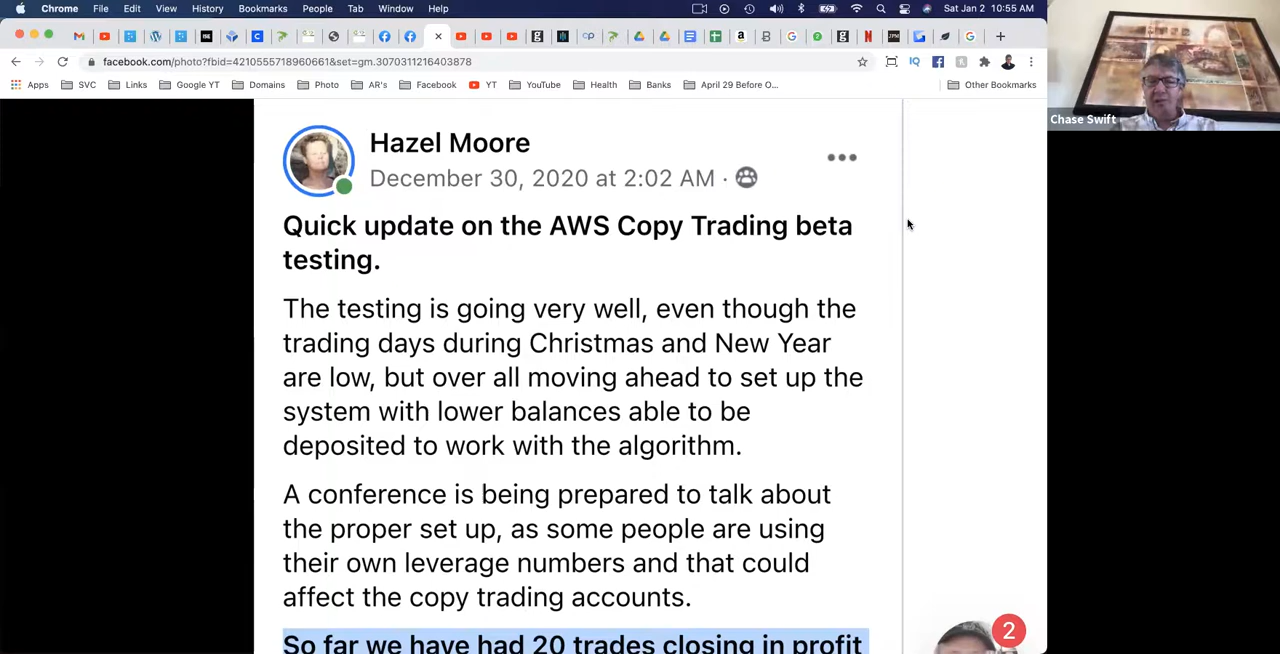 Chrome File Edit View History Bookmarks People Tab Window Help Sat Jan 2 10:55 AM
facebook.com/photo?fbid=4210555718960661&set=gm.3070311216403878
Apps SVC Links Google YT Domains Photo AR's Facebook YT YouTube Health Banks April 29 Before O... Other Bookmarks
Chase Swift
Hazel Moore
December 30, 2020 at 2:02 AM ·
Quick update on the AWS Copy Trading beta
testing.
The testing is going very well, even though the
trading days during Christmas and New Year
are low, but over all moving ahead to set up the
system with lower balances able to be
deposited to work with the algorithm.
A conference is being prepared to talk about
the proper set up, as some people are using
their own leverage numbers and that could
affect the copy trading accounts.
So far we have had 20 trades closing in profit
2